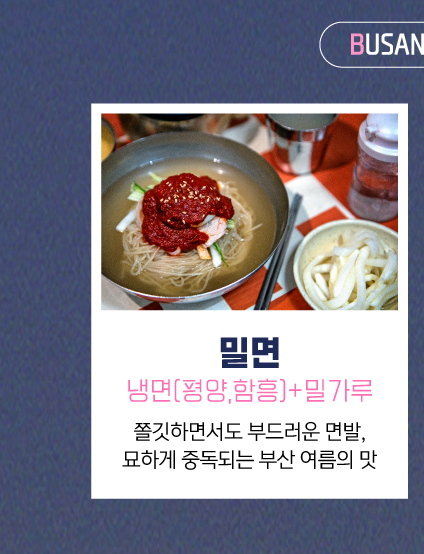 BUSAN
밀면
냉면(평양,함흥)+밀가루
쫄깃하면서도 부드러운 면발,
묘하게 중독되는 부산 여름의 맛